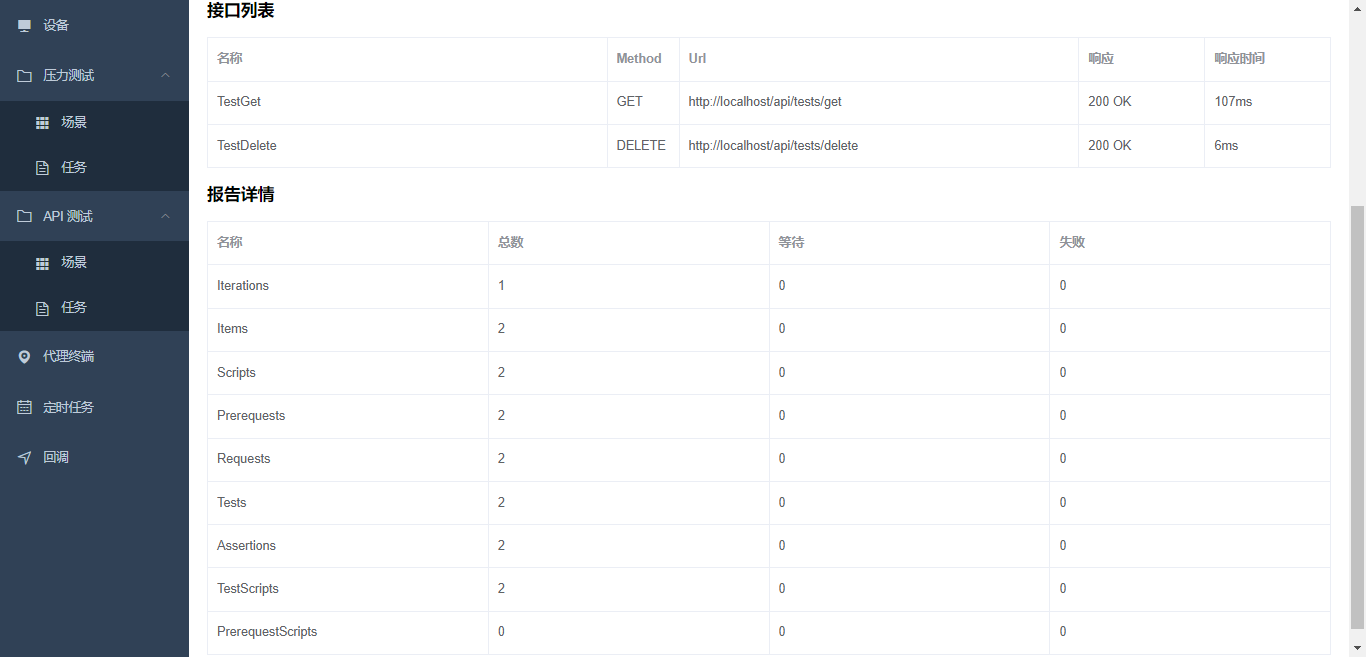 设备
压力测试
场景
任务
API 测试
场景
任务
代理终端
定时任务
回调
接口列表
名称 Method Url 响应 响应时间
TestGet GET http://localhost/api/tests/get 200 OK 107ms
TestDelete DELETE http://localhost/api/tests/delete 200 OK 6ms
报告详情
名称 总数 等待 失败
Iterations 1 0 0
Items 2 0 0
Scripts 2 0 0
Prerequests 2 0 0
Requests 2 0 0
Tests 2 0 0
Assertions 2 0 0
TestScripts 2 0 0
PrerequestScripts 0 0 0